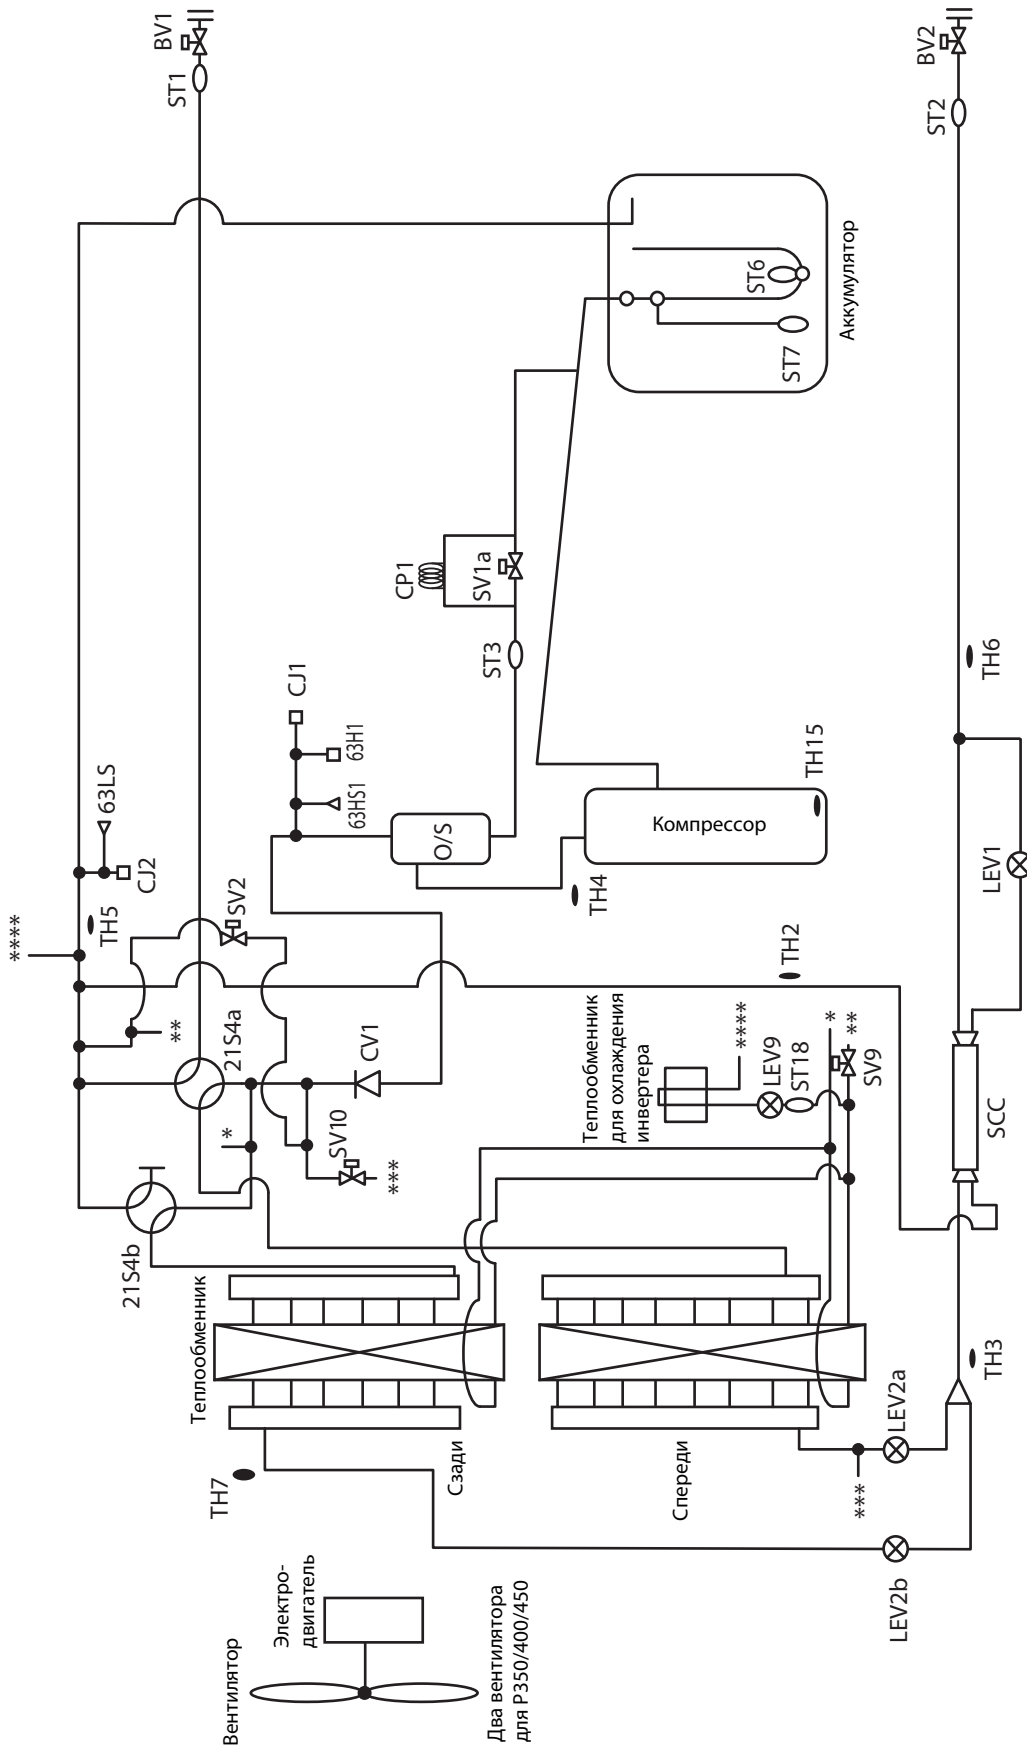 Вентилятор
Электро-
двигатель
Два вентилятора
для P350/400/450
TH7
Теплообменник
Сзади
Спереди
21S4b
*
**
21S4a
SV10
***
CV1
SV2
TH5
****
CJ2
63LS
63HS1
63H1
CJ1
O/S
ST3
CP1
SV1a
TH4
Компрессор
TH15
ST7
ST6
Аккумулятор
ST1
BV1
ST2
BV2
TH2
Теплообменник
для охлаждения
инвертера
****
LEV9
ST18
*
**
SV9
SCC
LEV1
TH6
TH3
LEV2a
***
LEV2b